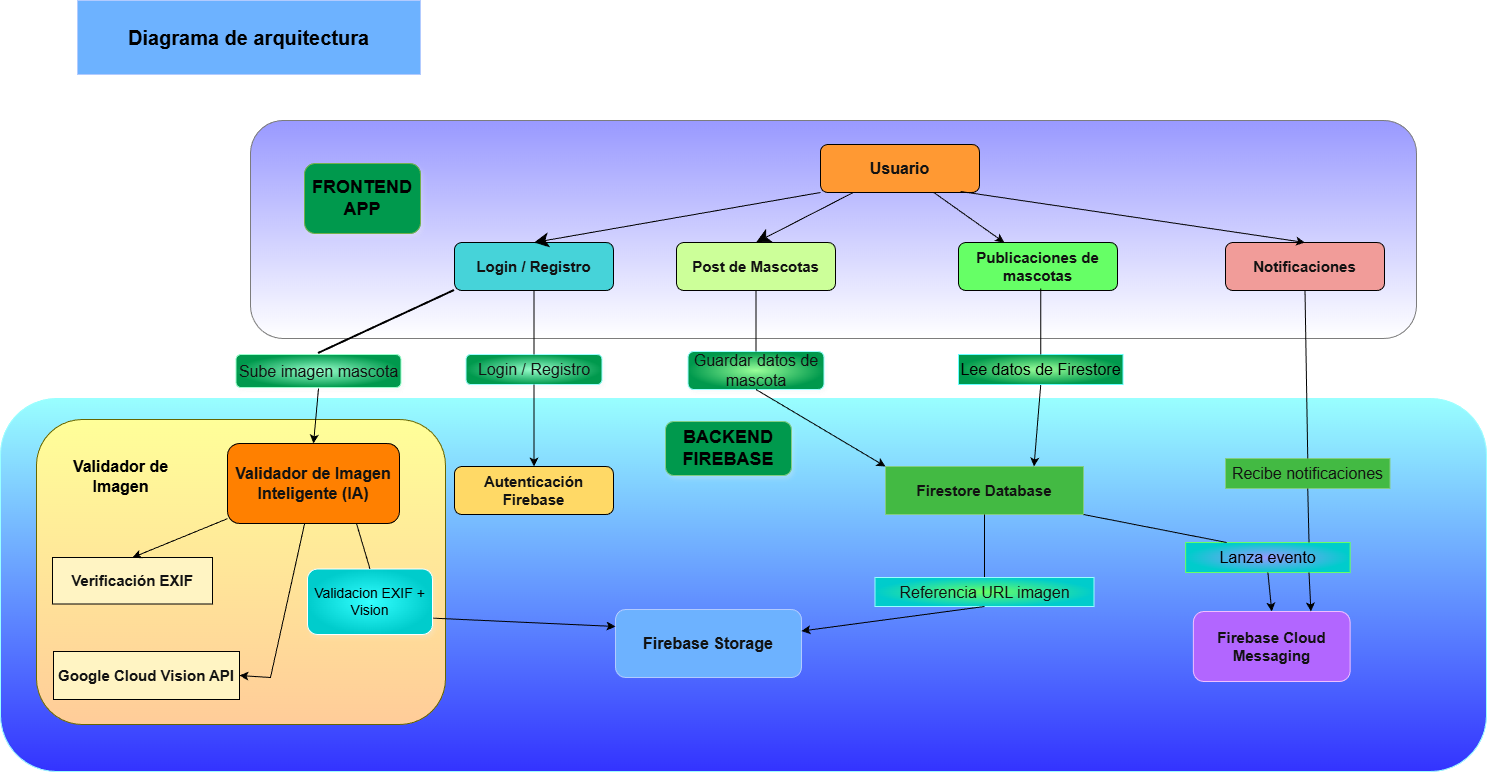 Diagrama de arquitectura
Usuario
FRONTEND
APP
Login / Registro
Post de Mascotas
Publicaciones de
mascotas
Notificaciones
Sube imagen mascota
Login / Registro
Guardar datos de
mascota
Lee datos de Firestore
BACKEND
FIREBASE
Validador de
Imagen
Validador de Imagen
Inteligente (IA)
Autenticación
Firebase
Firestore Database
Recibe notificaciones
Verificación EXIF
Validacion EXIF +
Vision
Lanza evento
Referencia URL imagen
Firebase Storage
Firebase Cloud
Messaging
Google Cloud Vision API